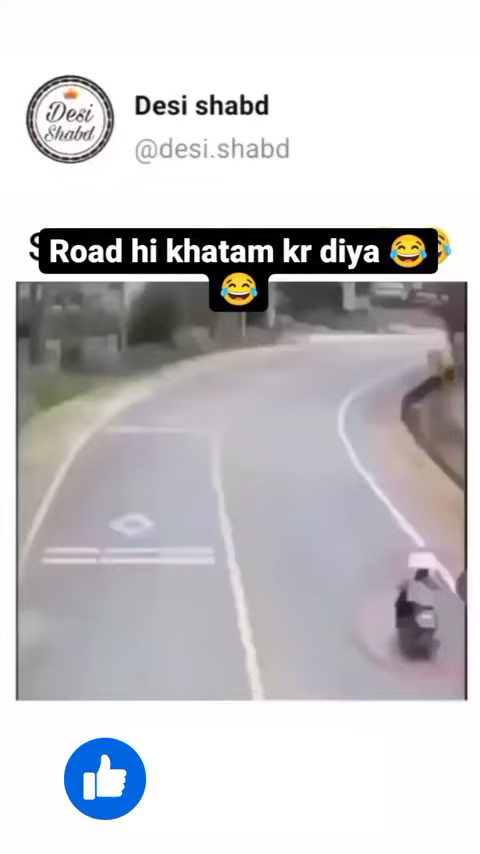 Desi
Shabd
Desi shabd
@desi.shabd
Road hi khatam kr diya 😂
😂